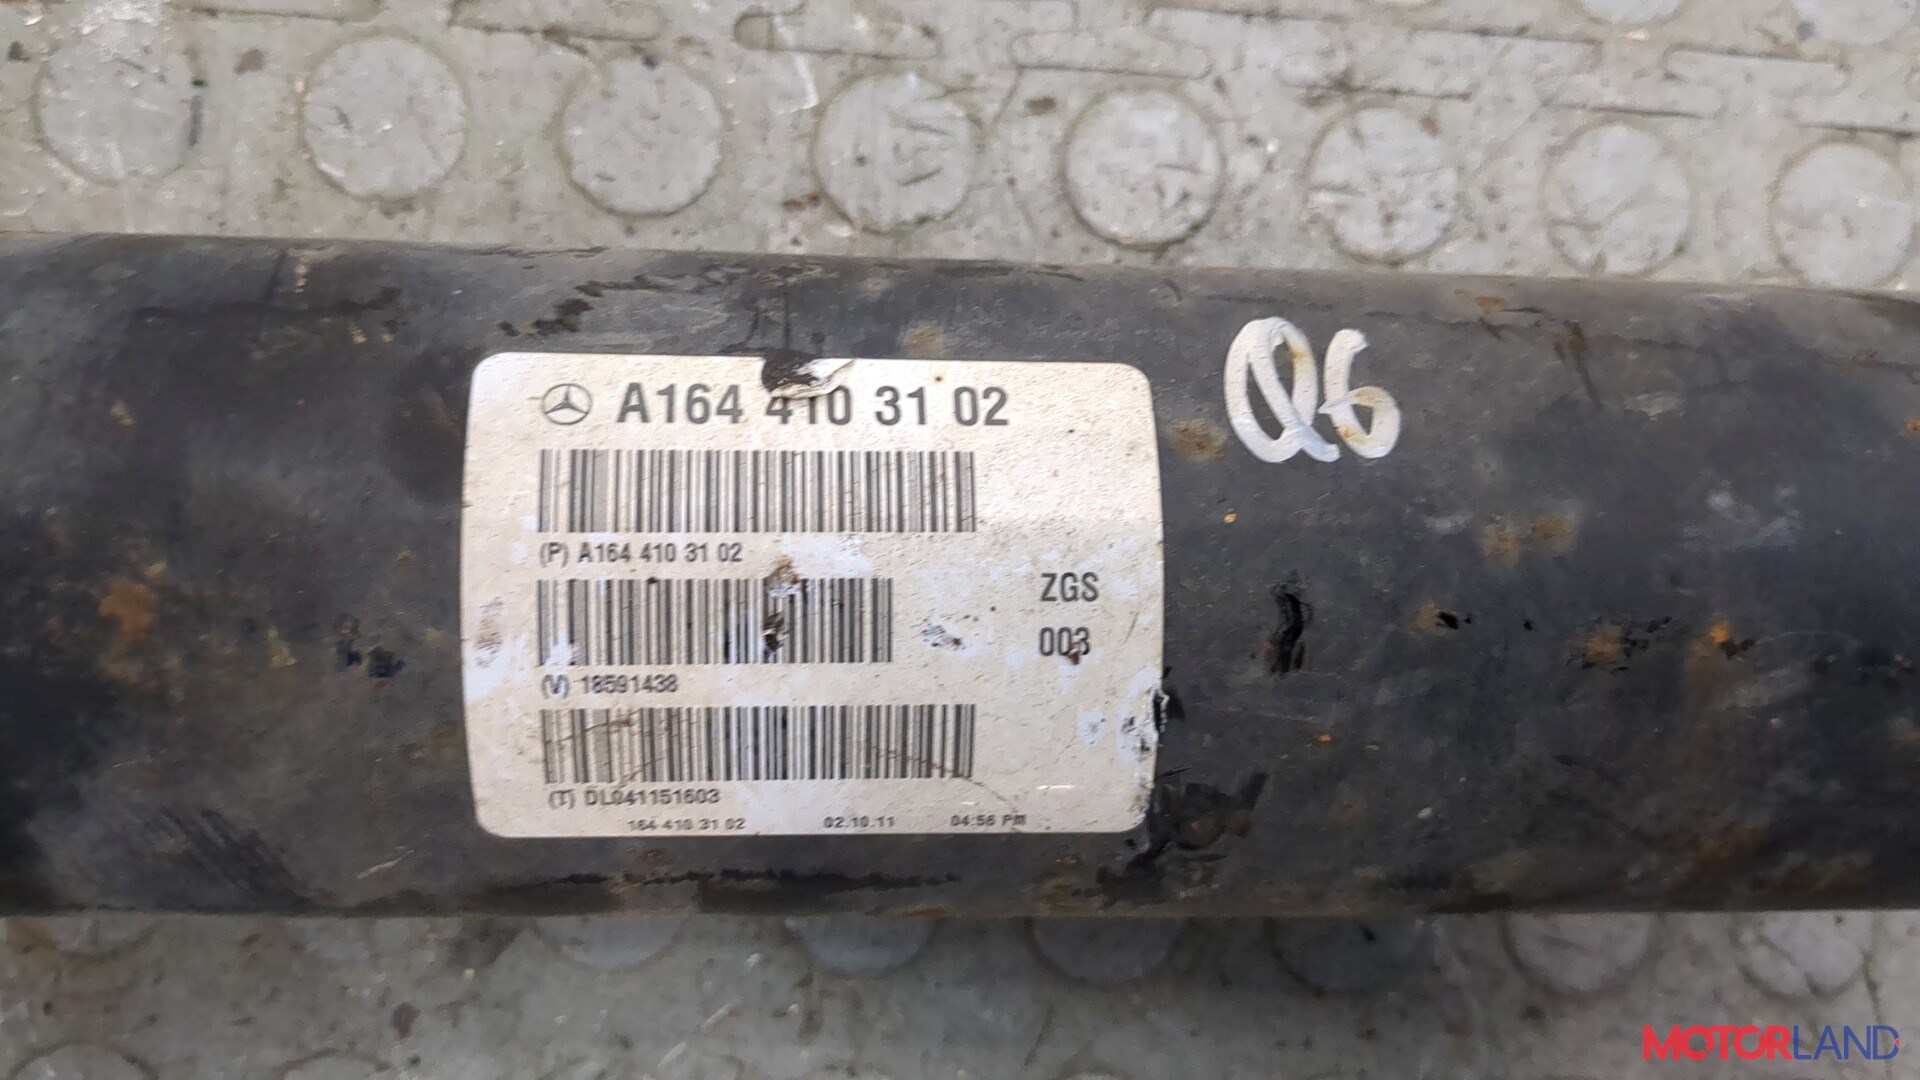 A164 410 31 02
Q6
(P) A164 410 31 02
ZGS
003
(V) 18591438
(T) DL041151603
164 410 31 02 02.10.11 04:56 PM
MOTORLAND